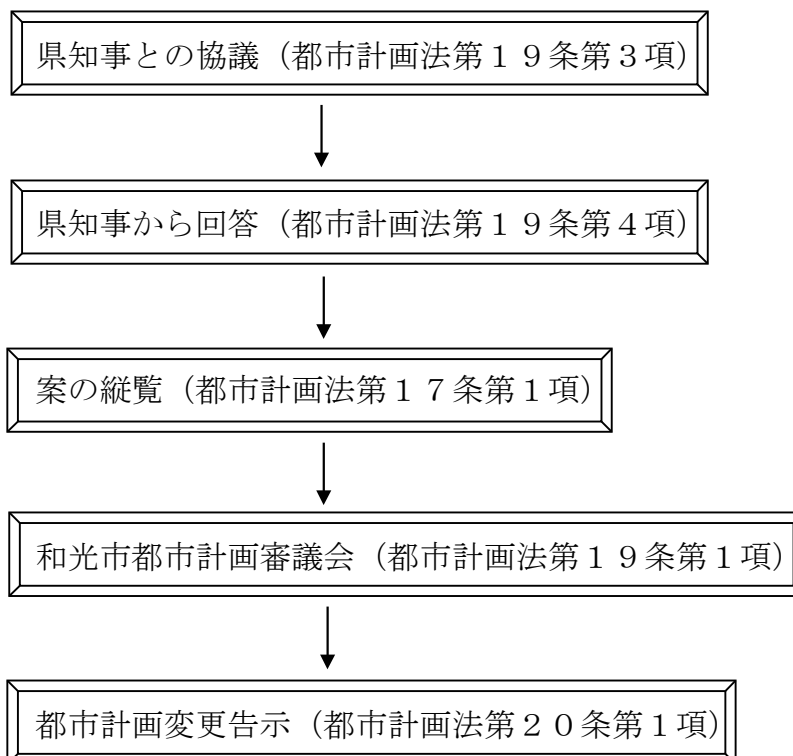 県知事との協議（都市計画法第１９条第３項）
県知事から回答（都市計画法第１９条第４項）
案の縦覧（都市計画法第１７条第１項）
和光市都市計画審議会（都市計画法第１９条第１項）
都市計画変更告示（都市計画法第２０条第１項）